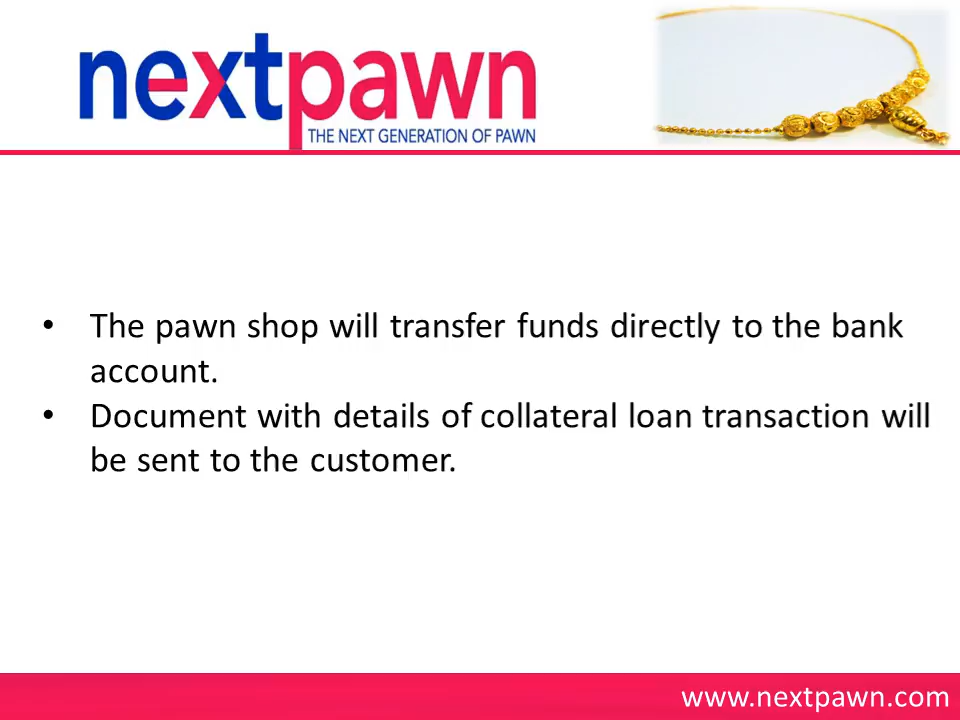 nextpawn
THE NEXT GENERATION OF PAWN
• The pawn shop will transfer funds directly to the bank
account.
• Document with details of collateral loan transaction will
be sent to the customer.
www.nextpawn.com